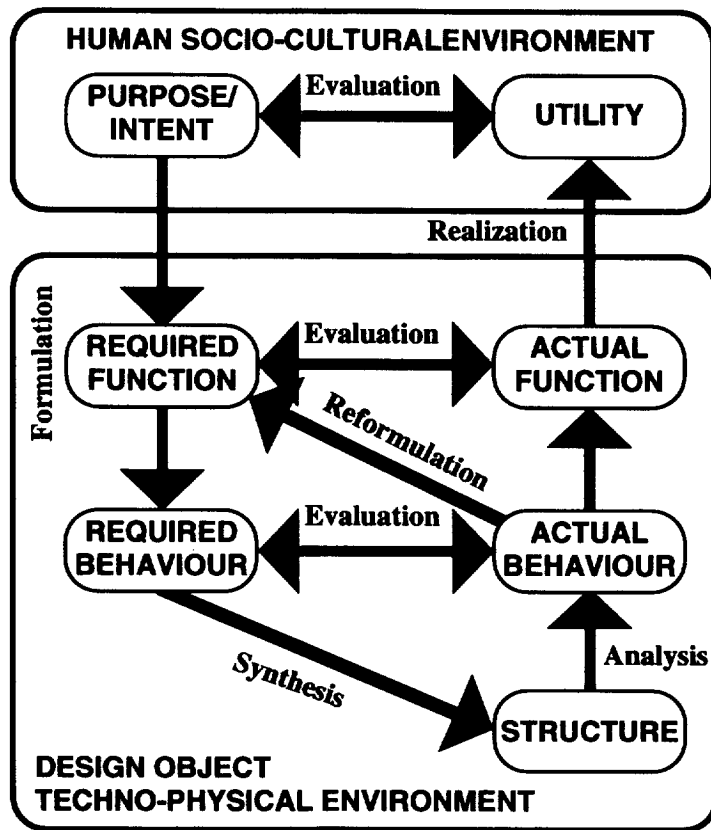 HUMAN SOCIO-CULTURALENVIRONMENT
PURPOSE/
INTENT
Evaluation
UTILITY
Realization
Formulation
REQUIRED
FUNCTION
Evaluation
ACTUAL
FUNCTION
Reformulation
REQUIRED
BEHAVIOUR
Evaluation
ACTUAL
BEHAVIOUR
Synthesis
Analysis
STRUCTURE
DESIGN OBJECT
TECHNO-PHYSICAL ENVIRONMENT